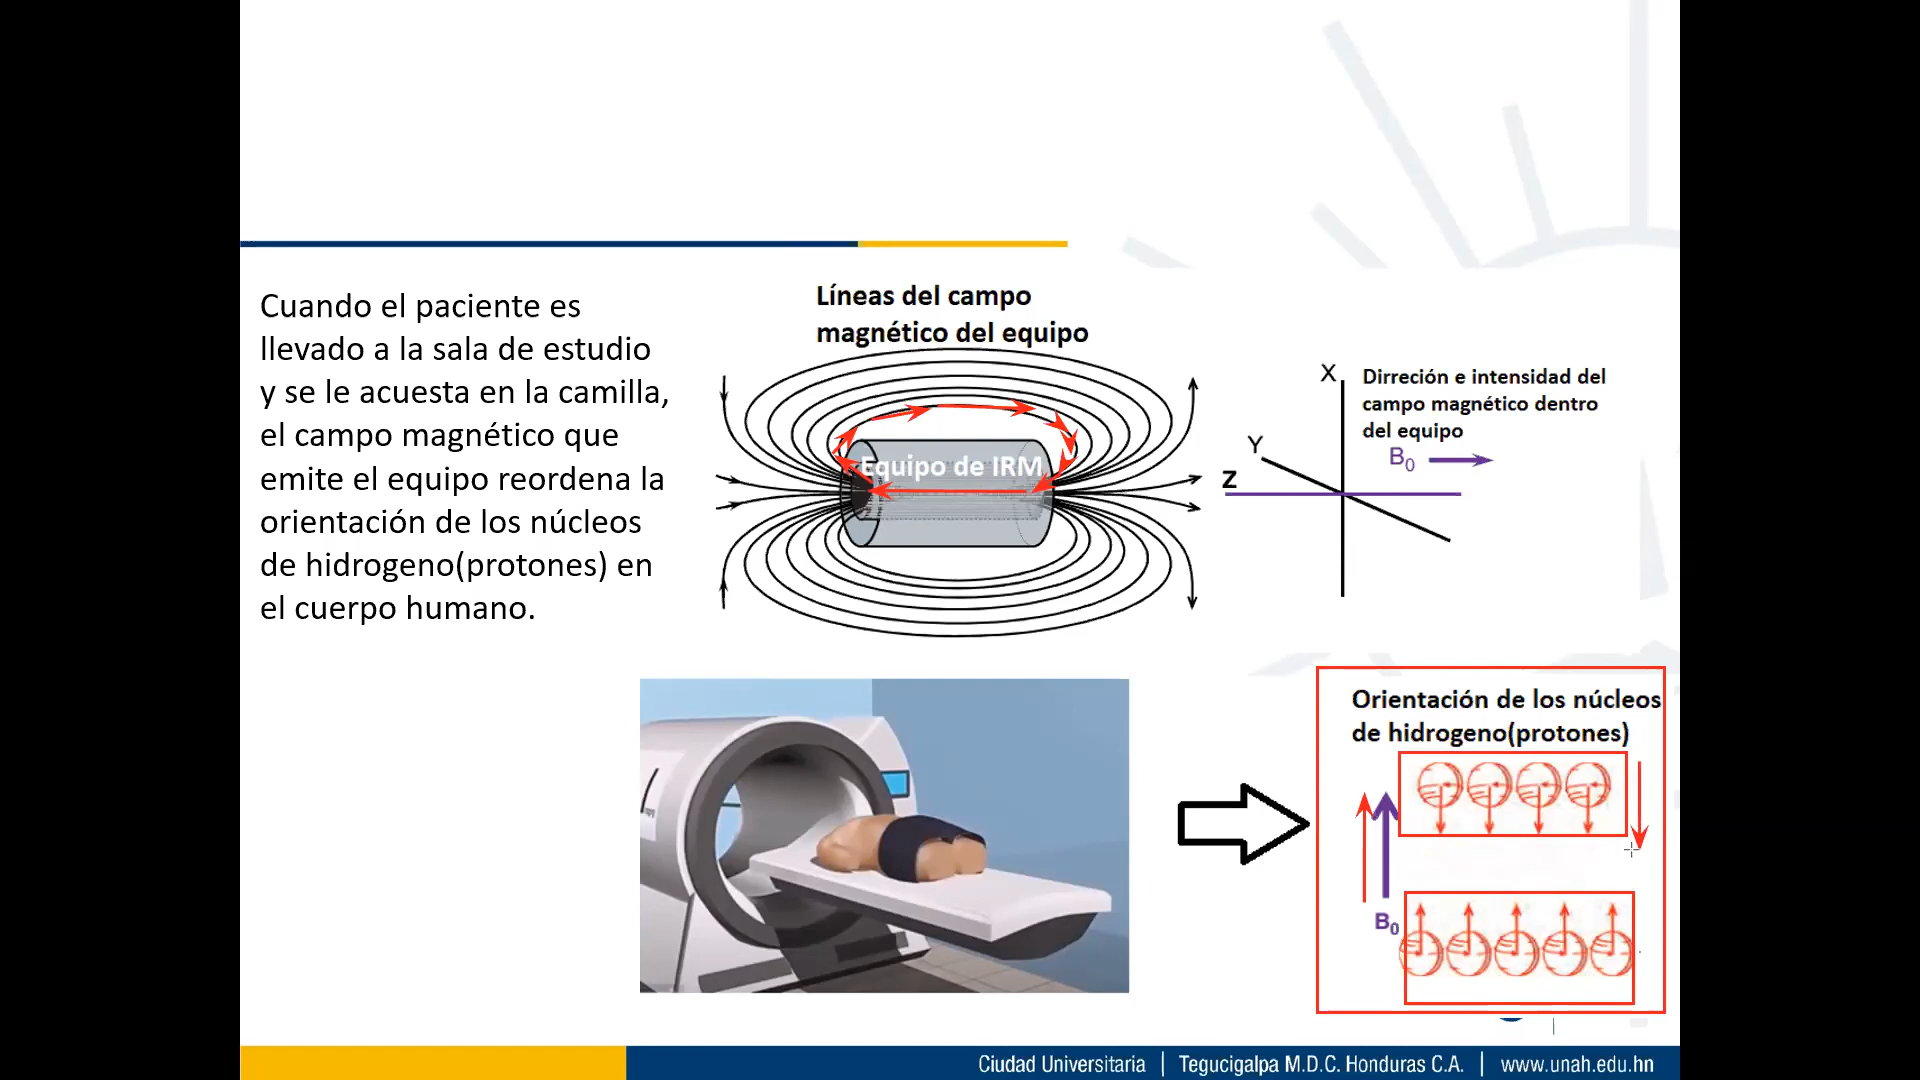 Cuando el paciente es
llevado a la sala de estudio
y se le acuesta en la camilla,
el campo magnético que
emite el equipo reordena la
orientación de los núcleos
de hidrogeno(protones) en
el cuerpo humano.
Líneas del campo
magnético del equipo
Equipo de IRM
X
Y
Z
Dirreción e intensidad del
campo magnético dentro
del equipo
B₀
Orientación de los núcleos
de hidrogeno(protones)
B₀
Ciudad Universitaria | Tegucigalpa M.D.C. Honduras C.A. | www.unah.edu.hn